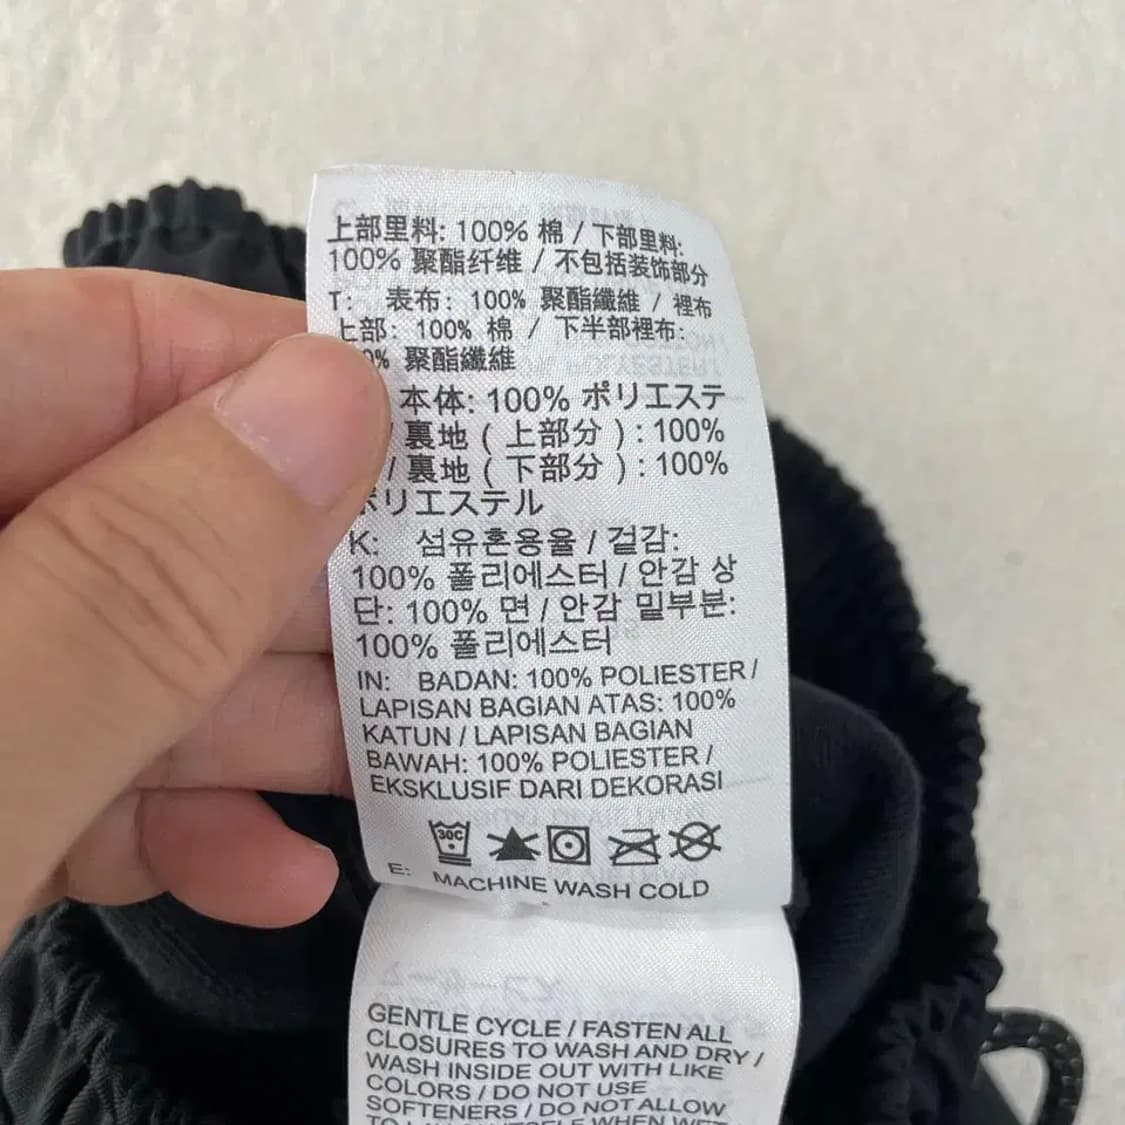 上部里料: 100% 棉 / 下部里料:
100% 聚酯纤维 / 不包括装饰部分
T: 表布: 100% 聚酯纖維 / 裡布
上部: 100% 棉 / 下半部裡布:
0% 聚酯纖維
本体: 100% ポリエステ
/ 裏地 ( 上部分 ) : 100%
/ 裏地 ( 下部分 ) : 100%
ポリエステル
K: 섬유혼용율 / 겉감:
100% 폴리에스터 / 안감 상
단: 100% 면 / 안감 밑부분:
100% 폴리에스터
IN: BADAN: 100% POLIESTER /
LAPISAN BAGIAN ATAS: 100%
KATUN / LAPISAN BAGIAN
BAWAH: 100% POLIESTER /
EKSKLUSIF DARI DEKORASI
30C
E: MACHINE WASH COLD
GENTLE CYCLE / FASTEN ALL
CLOSURES TO WASH AND DRY /
WASH INSIDE OUT WITH LIKE
COLORS / DO NOT USE
SOFTENERS / DO NOT ALLOW